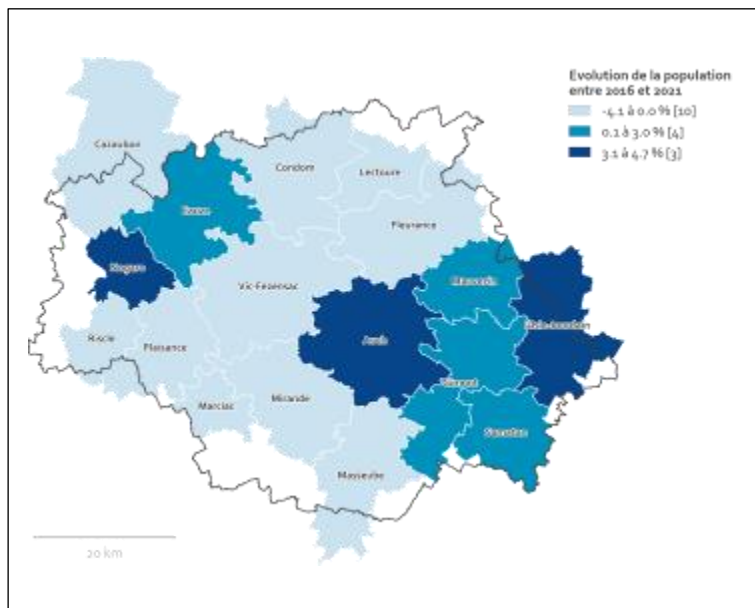 Evolution de la population
entre 2016 et 2021
-4.1 à 0.0 % [10]
0.1 à 3.0 % [4]
3.1 à 4.7 % [3]
Cazaubon
Condom
Lectoure
Eauze
Fleurance
Nogaro
Mauvezin
Vic-Fezensac
Auch
Riscle
Plaisance
Gimont
Mirande
Marciac
Samatan
Masseube
20 km